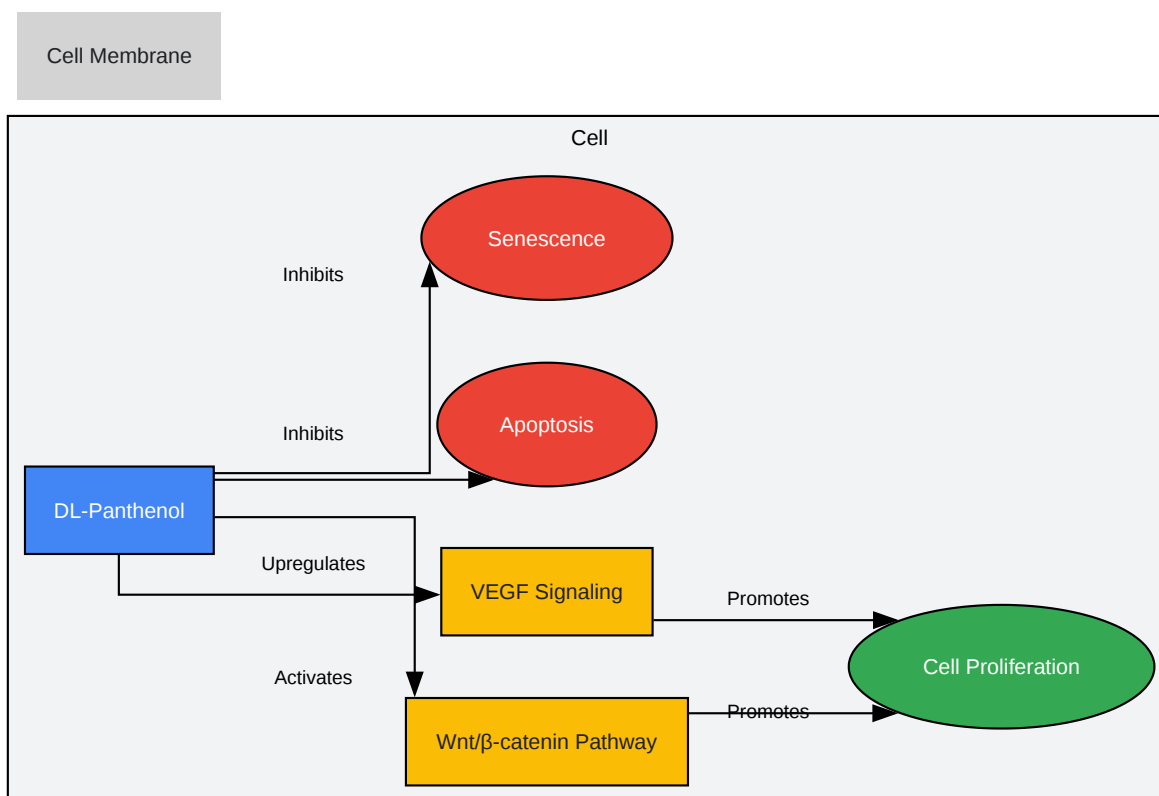 Cell Membrane
Cell
Senescence
Inhibits
Apoptosis
Inhibits
DL-Panthenol
Upregulates
VEGF Signaling
Promotes
Cell Proliferation
Activates
Promotes
Wnt/β-catenin Pathway